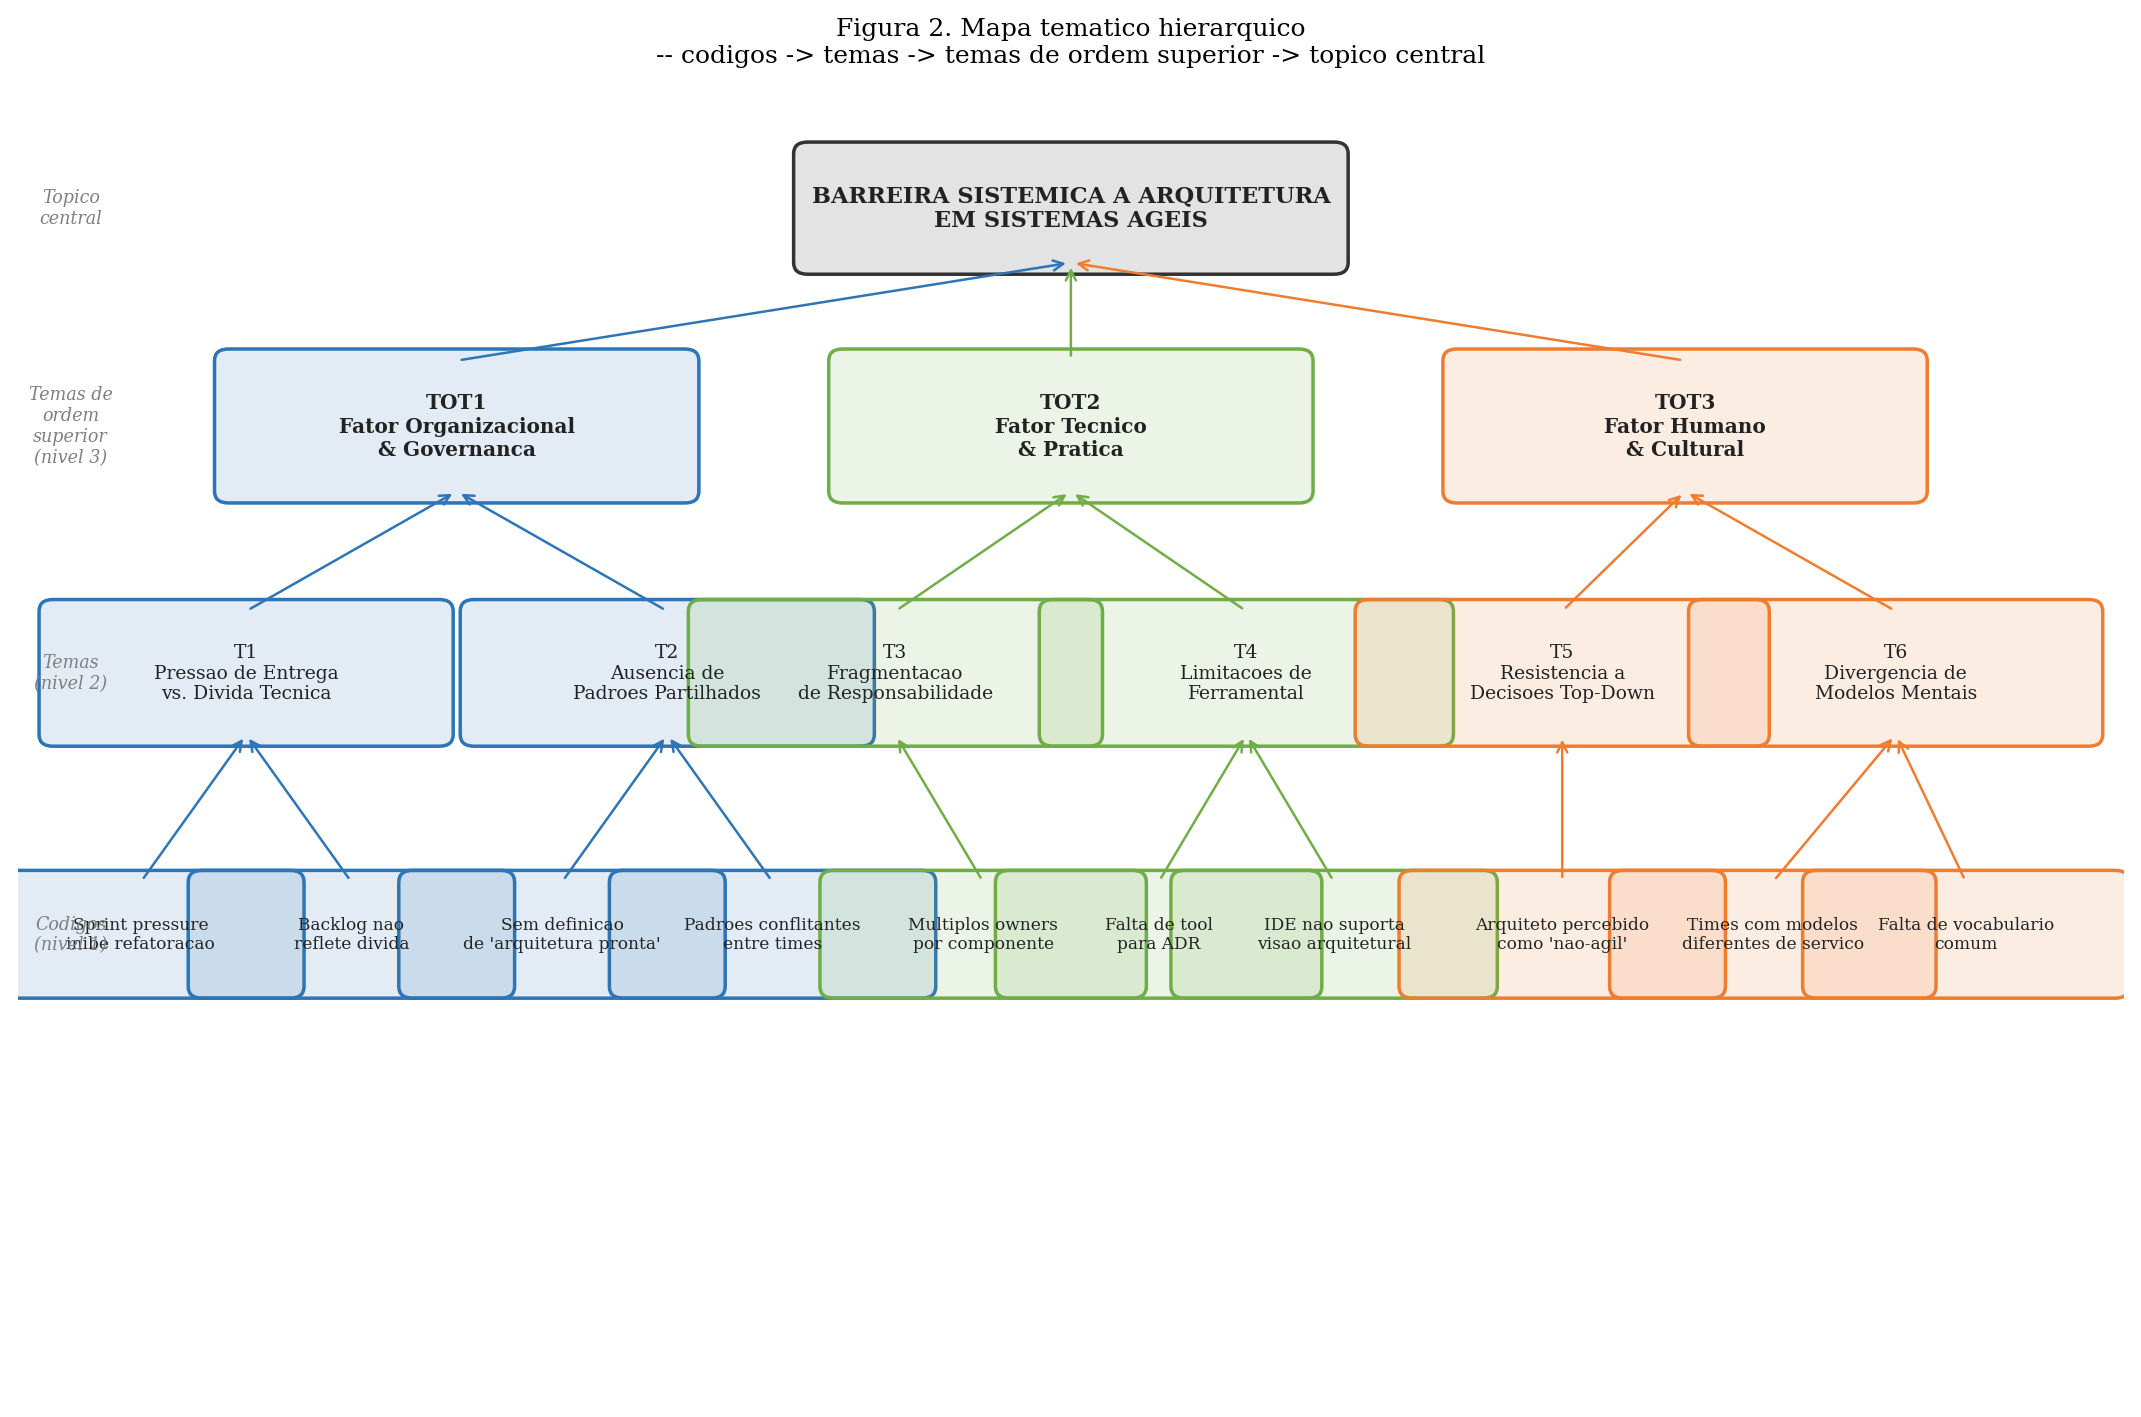 Figura 2. Mapa tematico hierarquico
-- codigos -> temas -> temas de ordem superior -> topico central
Topico
central
BARREIRA SISTEMICA A ARQUITETURA
EM SISTEMAS AGEIS
Temas de
ordem
superior
(nivel 3)
TOT1
Fator Organizacional
& Governanca
TOT2
Fator Tecnico
& Pratica
TOT3
Fator Humano
& Cultural
Temas
(nivel 2)
T1
Pressao de Entrega
vs. Divida Tecnica
T2
Ausencia de
Padroes Partilhados
T3
Fragmentacao
de Responsabilidade
T4
Limitacoes de
Ferramental
T5
Resistencia a
Decisoes Top-Down
T6
Divergencia de
Modelos Mentais
Codigos
(nivel 1)
Sprint pressure
inibe refatoracao
Backlog nao
reflete divida
Sem definicao
de 'arquitetura pronta'
Padroes conflitantes
entre times
Multiplos owners
por componente
Falta de tool
para ADR
IDE nao suporta
visao arquitetural
Arquiteto percebido
como 'nao-agil'
Times com modelos
diferentes de servico
Falta de vocabulario
comum